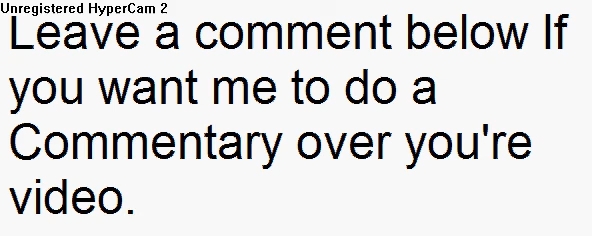 Unregistered HyperCam 2
Leave a comment below If
you want me to do a
Commentary over you're
video.